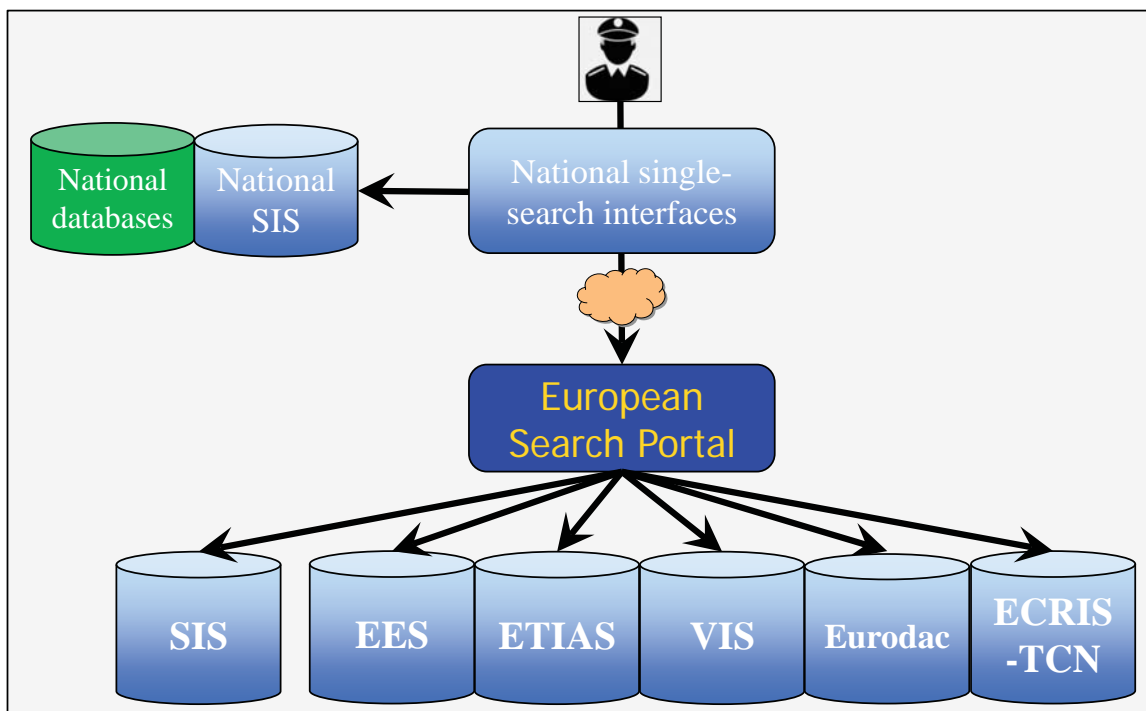 National single-
search interfaces
National
databases
National
SIS
European
Search Portal
SIS
EES
ETIAS
VIS
Eurodac
ECRIS
-TCN